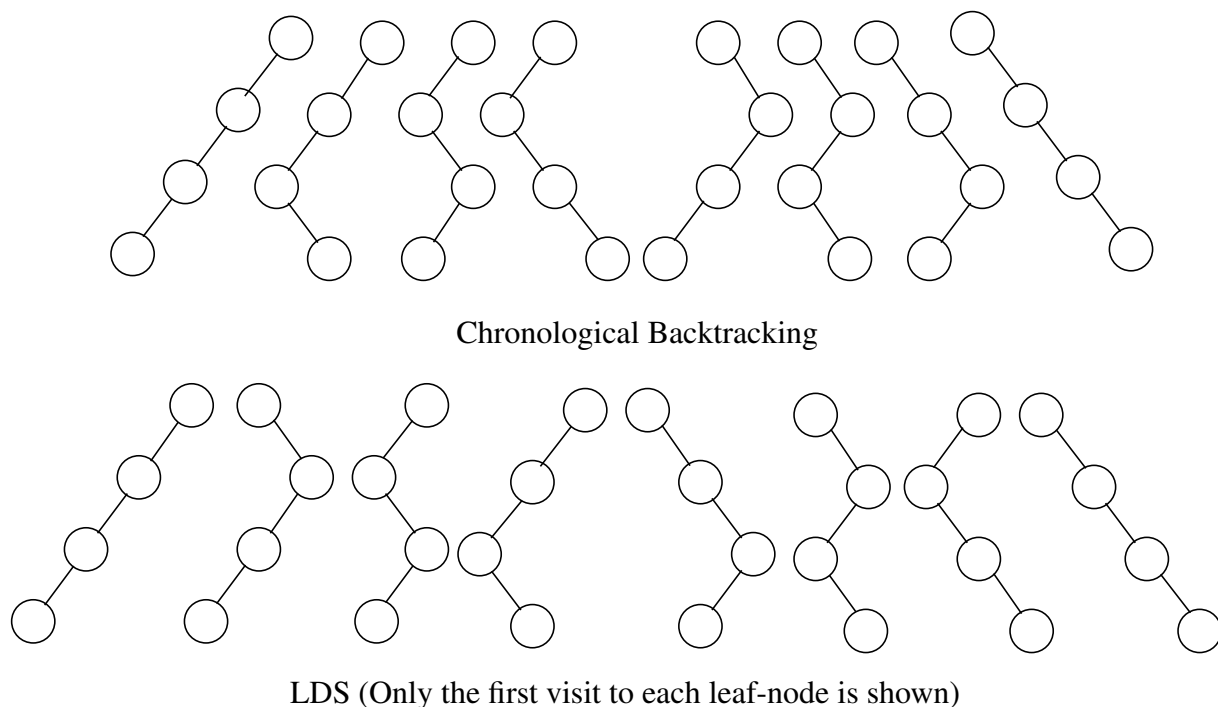 Chronological Backtracking
LDS (Only the first visit to each leaf-node is shown)